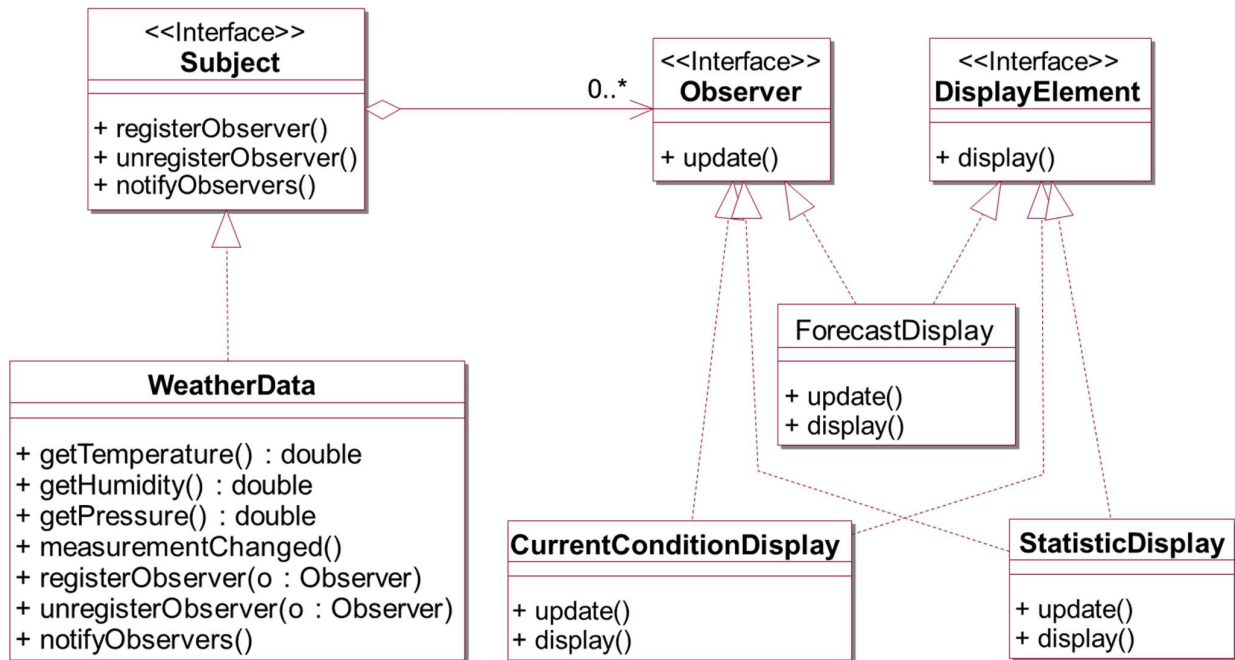 <<Interface>>
Subject
+ registerObserver()
+ unregisterObserver()
+ notifyObservers()
0..*
<<Interface>>
Observer
+ update()
<<Interface>>
DisplayElement
+ display()
ForecastDisplay
+ update()
+ display()
WeatherData
+ getTemperature() : double
+ getHumidity() : double
+ getPressure() : double
+ measurementChanged()
+ registerObserver(o : Observer)
+ unregisterObserver(o : Observer)
+ notifyObservers()
CurrentConditionDisplay
+ update()
+ display()
StatisticDisplay
+ update()
+ display()